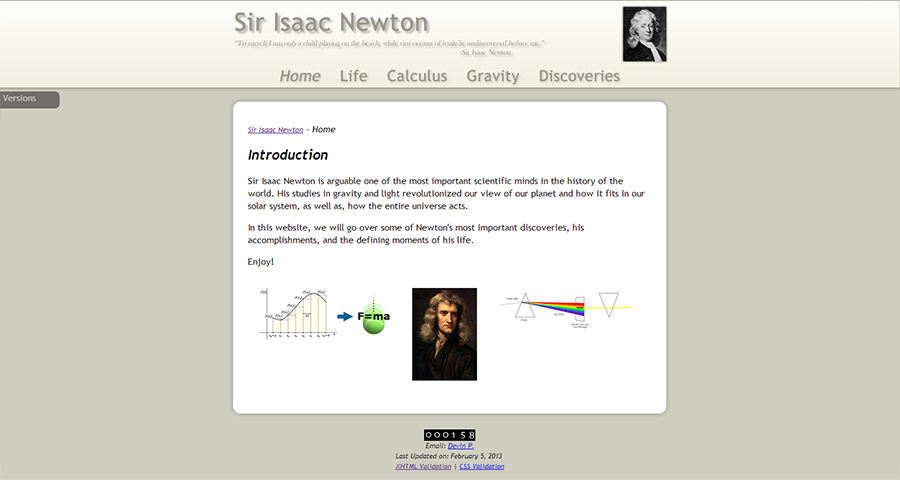 Sir Isaac Newton
"To myself I am only a child playing on the beach, while vast oceans of truth lie undiscovered before me."
-Sir Isaac Newton
Home Life Calculus Gravity Discoveries
Versions
Sir Isaac Newton - Home
Introduction
Sir Isaac Newton is arguable one of the most important scientific minds in the history of the
world. His studies in gravity and light revolutionized our view of our planet and how it fits in our
solar system, as well as, how the entire universe acts.
In this website, we will go over some of Newton's most important discoveries, his
accomplishments, and the defining moments of his life.
Enjoy!
F=ma
000158
Email: Devin P.
Last Updated on: February 5, 2013
XHTML Validation | CSS Validation